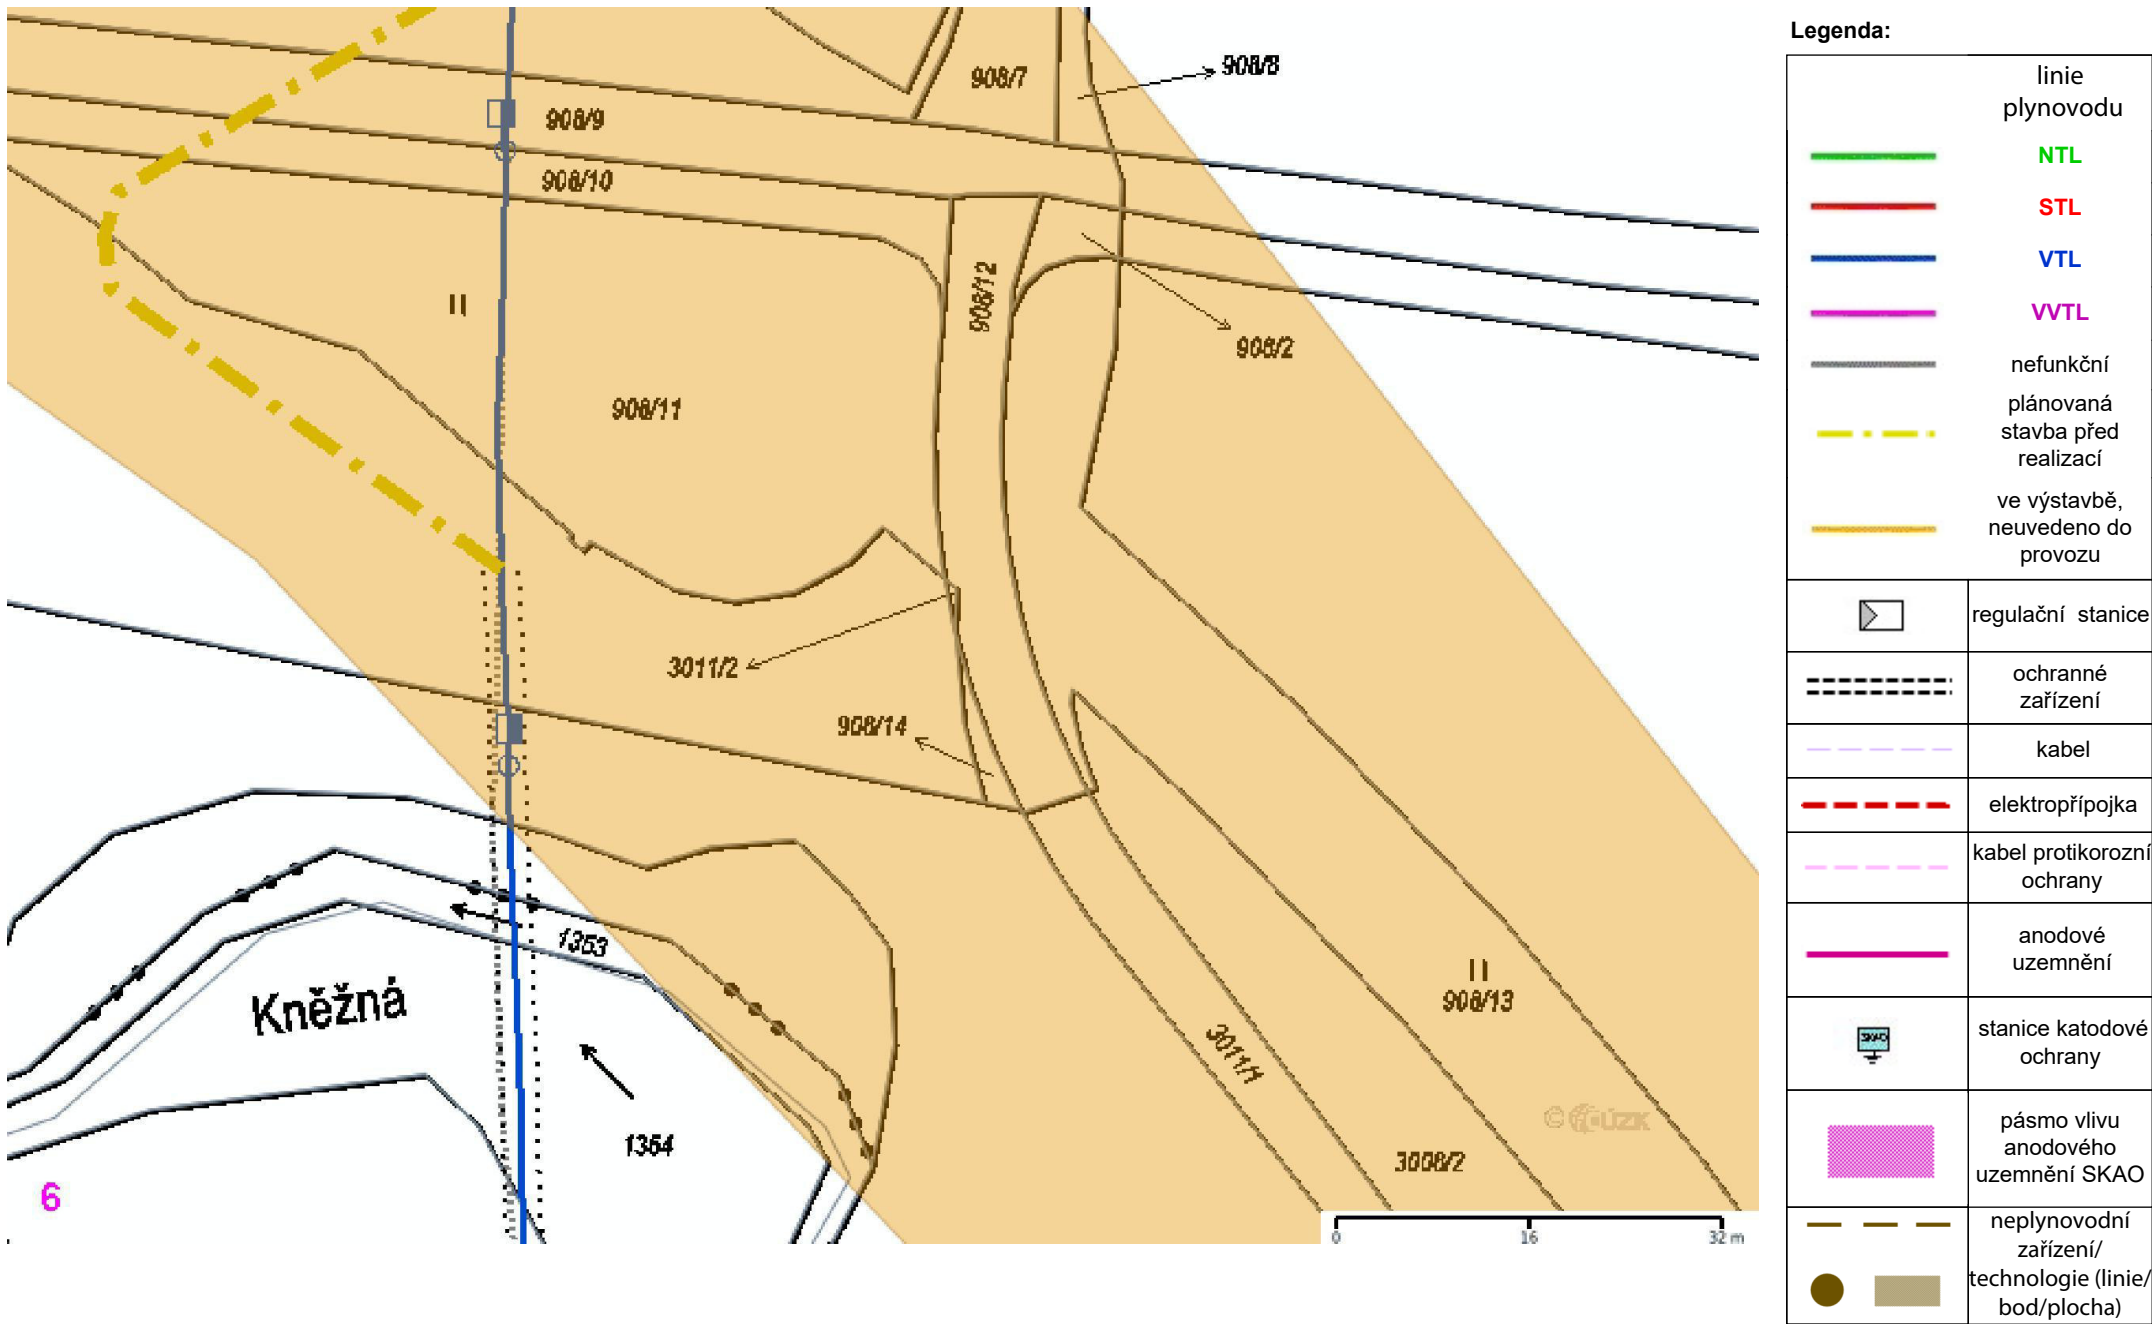 908/7
908/8
908/9
908/10
908/12
908/2
908/11
3011/2
908/14
1353
Kněžná
1354
908/13
3011/1
3008/2
6
0 16 32 m
Legenda:
linie
plynovodu
NTL
STL
VTL
VVTL
nefunkční
plánovaná
stavba před
realizací
ve výstavbě,
neuvedeno do
provozu
regulační stanice
ochranné
zařízení
kabel
elektropřípojka
kabel protikorozní
ochrany
anodové
uzemnění
SKAO
stanice katodové
ochrany
pásmo vlivu
anodového
uzemnění SKAO
neplynovodní
zařízení/
technologie (linie/
bod/plocha)